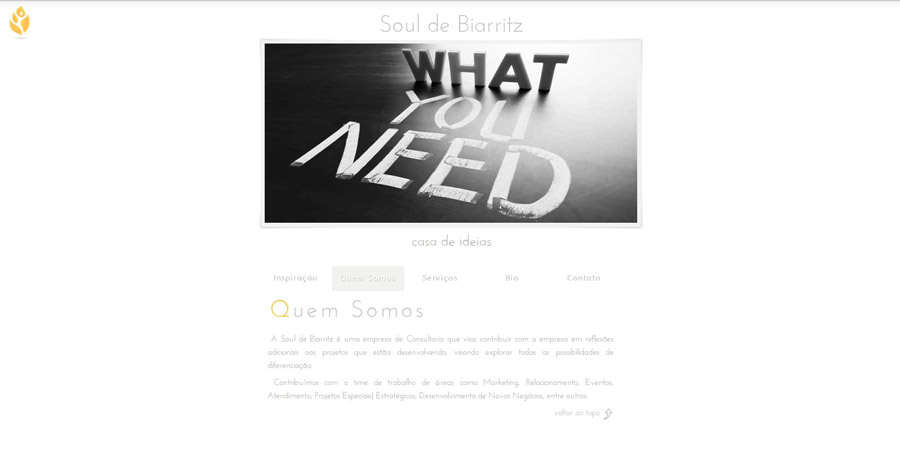 Soul de Biarritz
WHAT
YOU
NEED
casa de ideias
Inspiração Quem Somos Serviços Bia Contato
Quem Somos
A Soul de Biarritz é uma empresa de Consultoria que visa contribuir com a empresa em reflexões
adicionais aos projetos que estão desenvolvendo, visando explorar todas as possibilidades de
diferenciação.
Contribuímos com o time de trabalho de áreas como Marketing, Relacionamento, Eventos,
Atendimento, Projetos Especiais| Estratégicos, Desenvolvimento de Novos Negócios, entre outros.
voltar ao topo